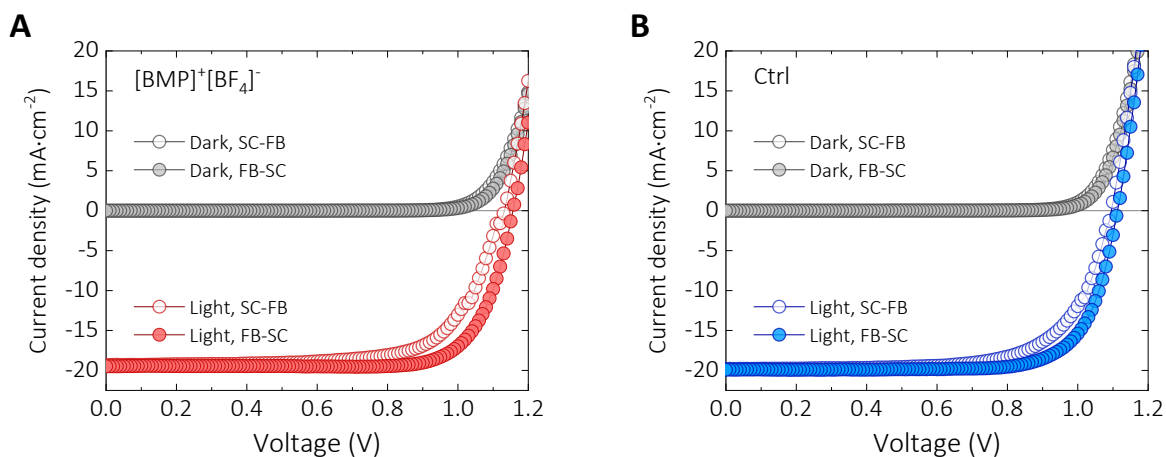 A
[BMP]⁺[BF₄]⁻
Dark, SC-FB
Dark, FB-SC
Light, SC-FB
Light, FB-SC
20
15
10
5
0
-5
-10
-15
-20
0.0 0.2 0.4 0.6 0.8 1.0 1.2
Current density (mA·cm⁻²)
Voltage (V)
B
Ctrl
Dark, SC-FB
Dark, FB-SC
Light, SC-FB
Light, FB-SC
20
15
10
5
0
-5
-10
-15
-20
0.0 0.2 0.4 0.6 0.8 1.0 1.2
Current density (mA·cm⁻²)
Voltage (V)